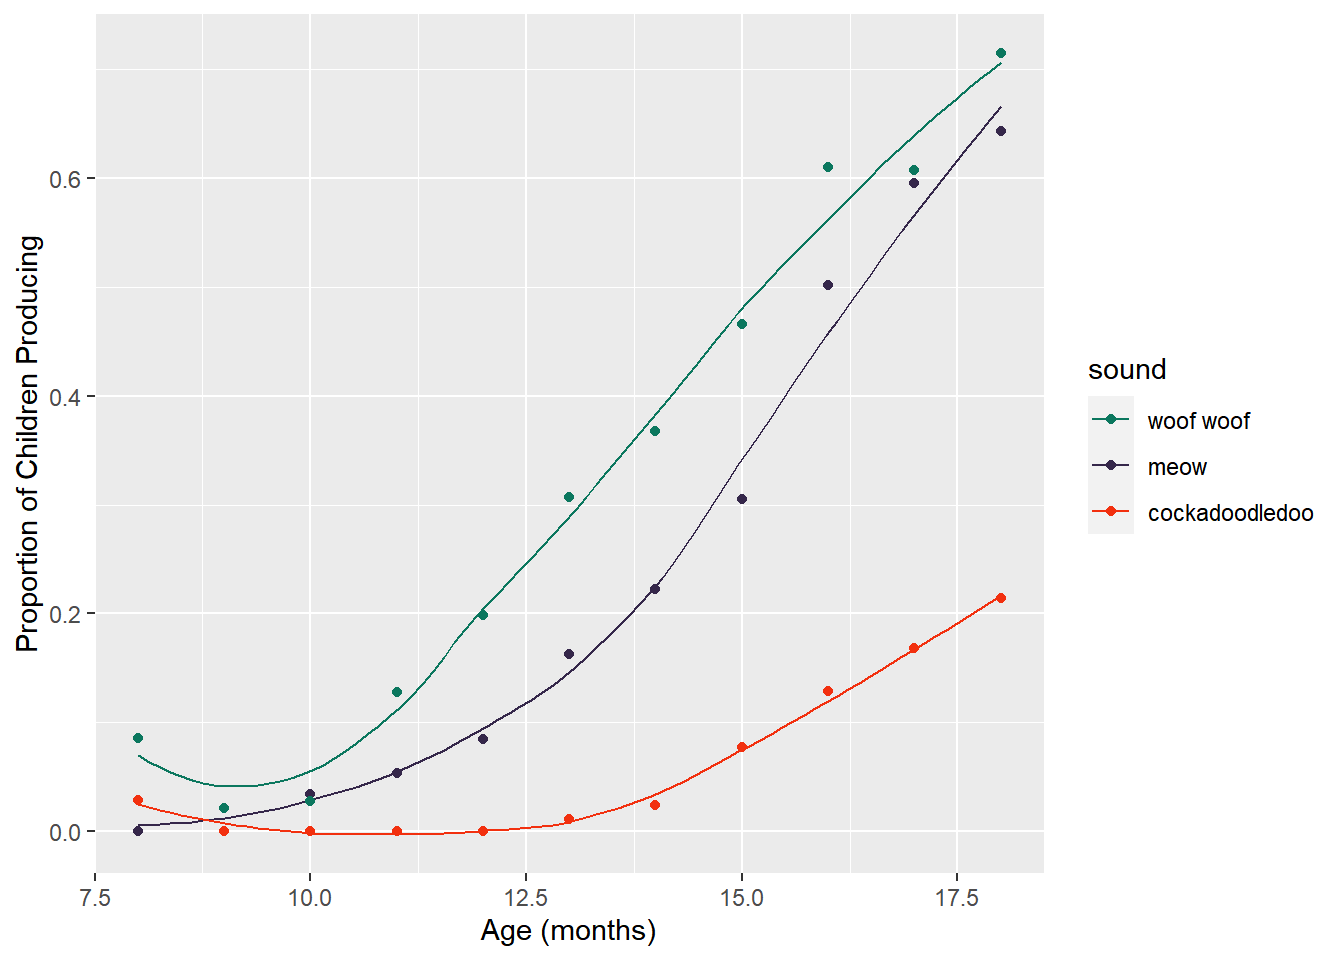 Proportion of Children Producing
0.6
0.4
0.2
0.0
7.5 10.0 12.5 15.0 17.5
Age (months)
sound
woof woof
meow
cockadoodledoo